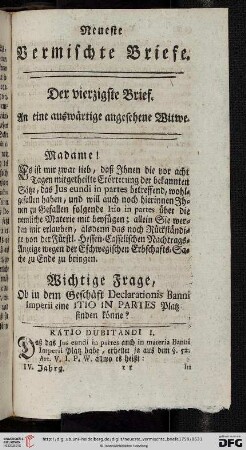 Neueste
Vermischte Briefe.
Der vierzigste Brief.
An eine auswärtige angesehene Witwe.
Madame!
Es ist mir zwar lieb, daß Ihnen die vor acht
Tagen mitgetheilte Erörterung der bekannten
Sätze, das Jus eundi in partes betreffend, wohl
gefallen haben, und will auch noch hierinnen Ih-
nen zu Gefallen folgende itio in partes über die
nemliche Materie mit beyfügen; allein Sie wer-
den mir erlauben, alsdenn das noch Rückständi-
ge von der Fürstl. Hessen-Casselischen Nachtrags-
Anzeige wegen der Eschwegischen Erbschafts-Sa-
che zu Ende zu bringen.
Wichtige Frage,
Ob in dem Geschäft Declarationis Banni
Imperii eine ITIO IN PARTES Platz
finden könne?
RATIO DUBITANDI I.
Daß das Jus eundi in partes auch in materia Banni
Imperii Platz habe, erhellet ja aus dem §. 52.
Art. V. I. P. W. allwo es heißt:
IV. Jahrg.
in